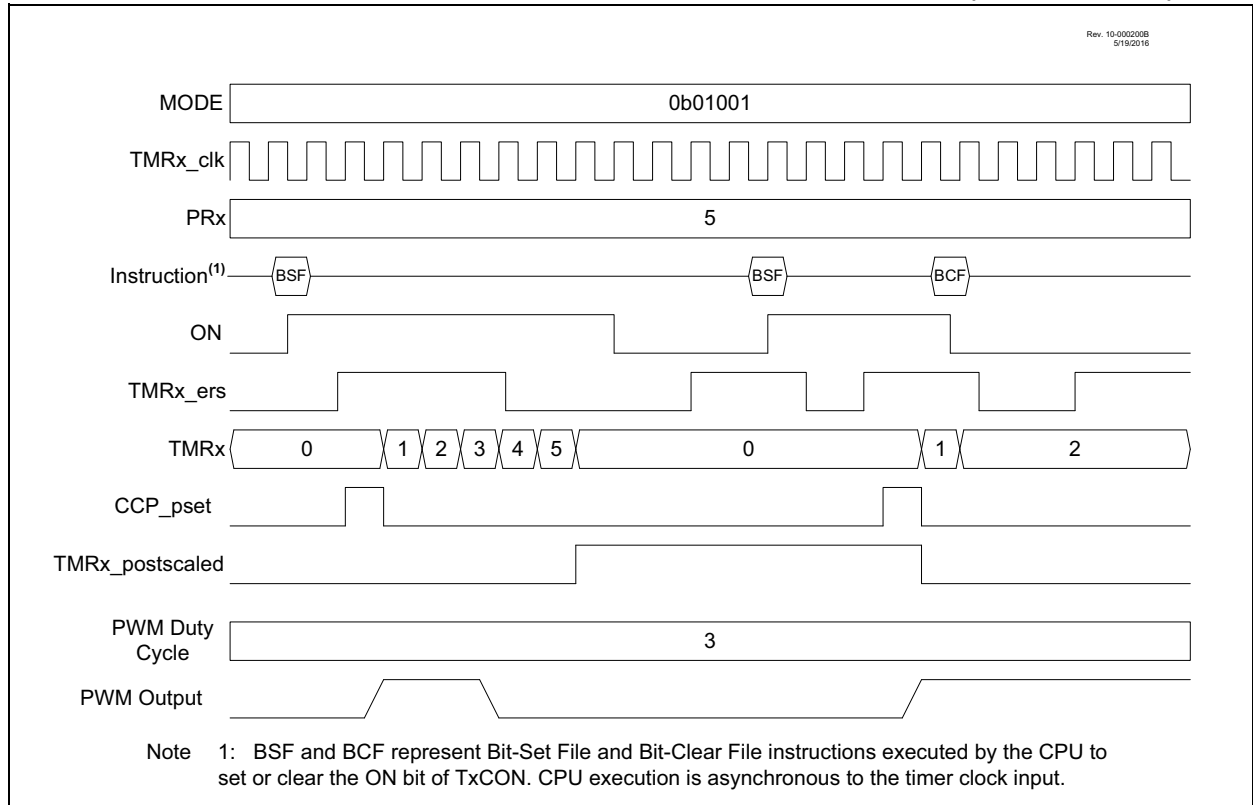 Rev. 10-000200B
5/19/2016
MODE 0b01001
TMRx_clk
PRx 5
Instruction(1) BSF BSF BCF
ON
TMRx_ers
TMRx 0 1 2 3 4 5 0 1 2
CCP_pset
TMRx_postscaled
PWM Duty
Cycle 3
PWM Output
Note 1: BSF and BCF represent Bit-Set File and Bit-Clear File instructions executed by the CPU to
set or clear the ON bit of TxCON. CPU execution is asynchronous to the timer clock input.